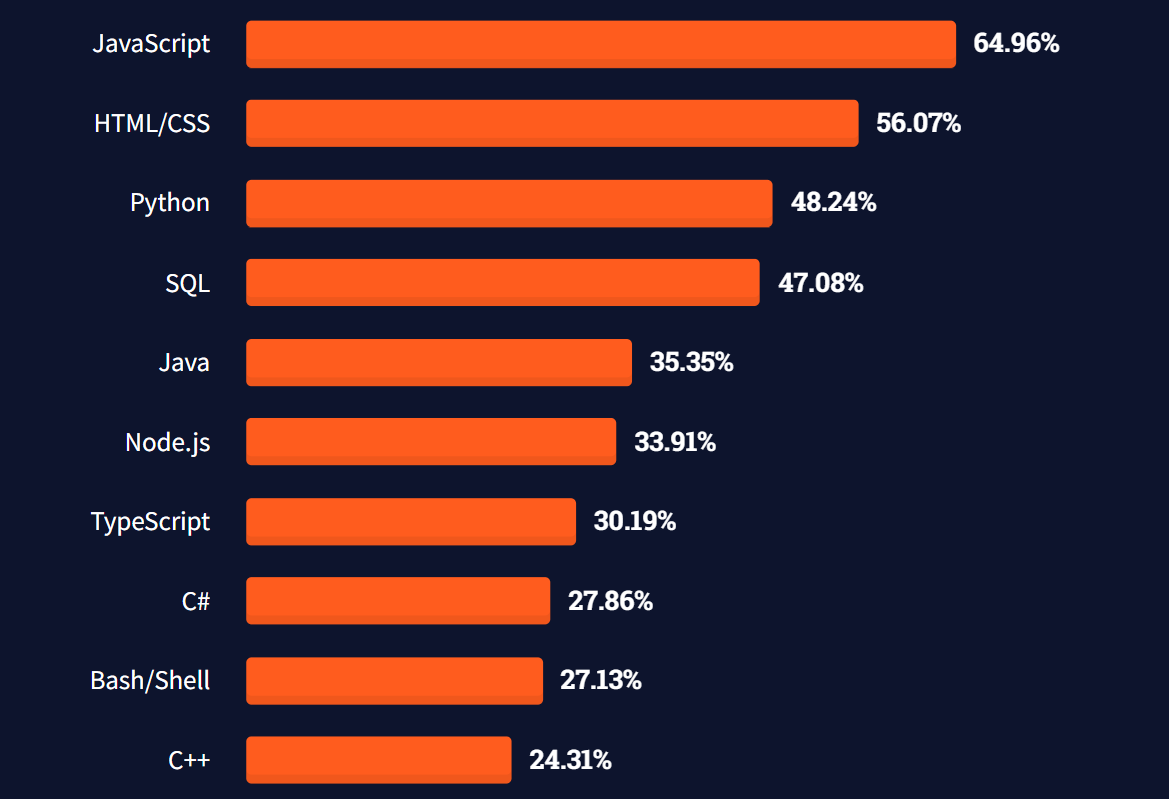 JavaScript 64.96%
HTML/CSS 56.07%
Python 48.24%
SQL 47.08%
Java 35.35%
Node.js 33.91%
TypeScript 30.19%
C# 27.86%
Bash/Shell 27.13%
C++ 24.31%